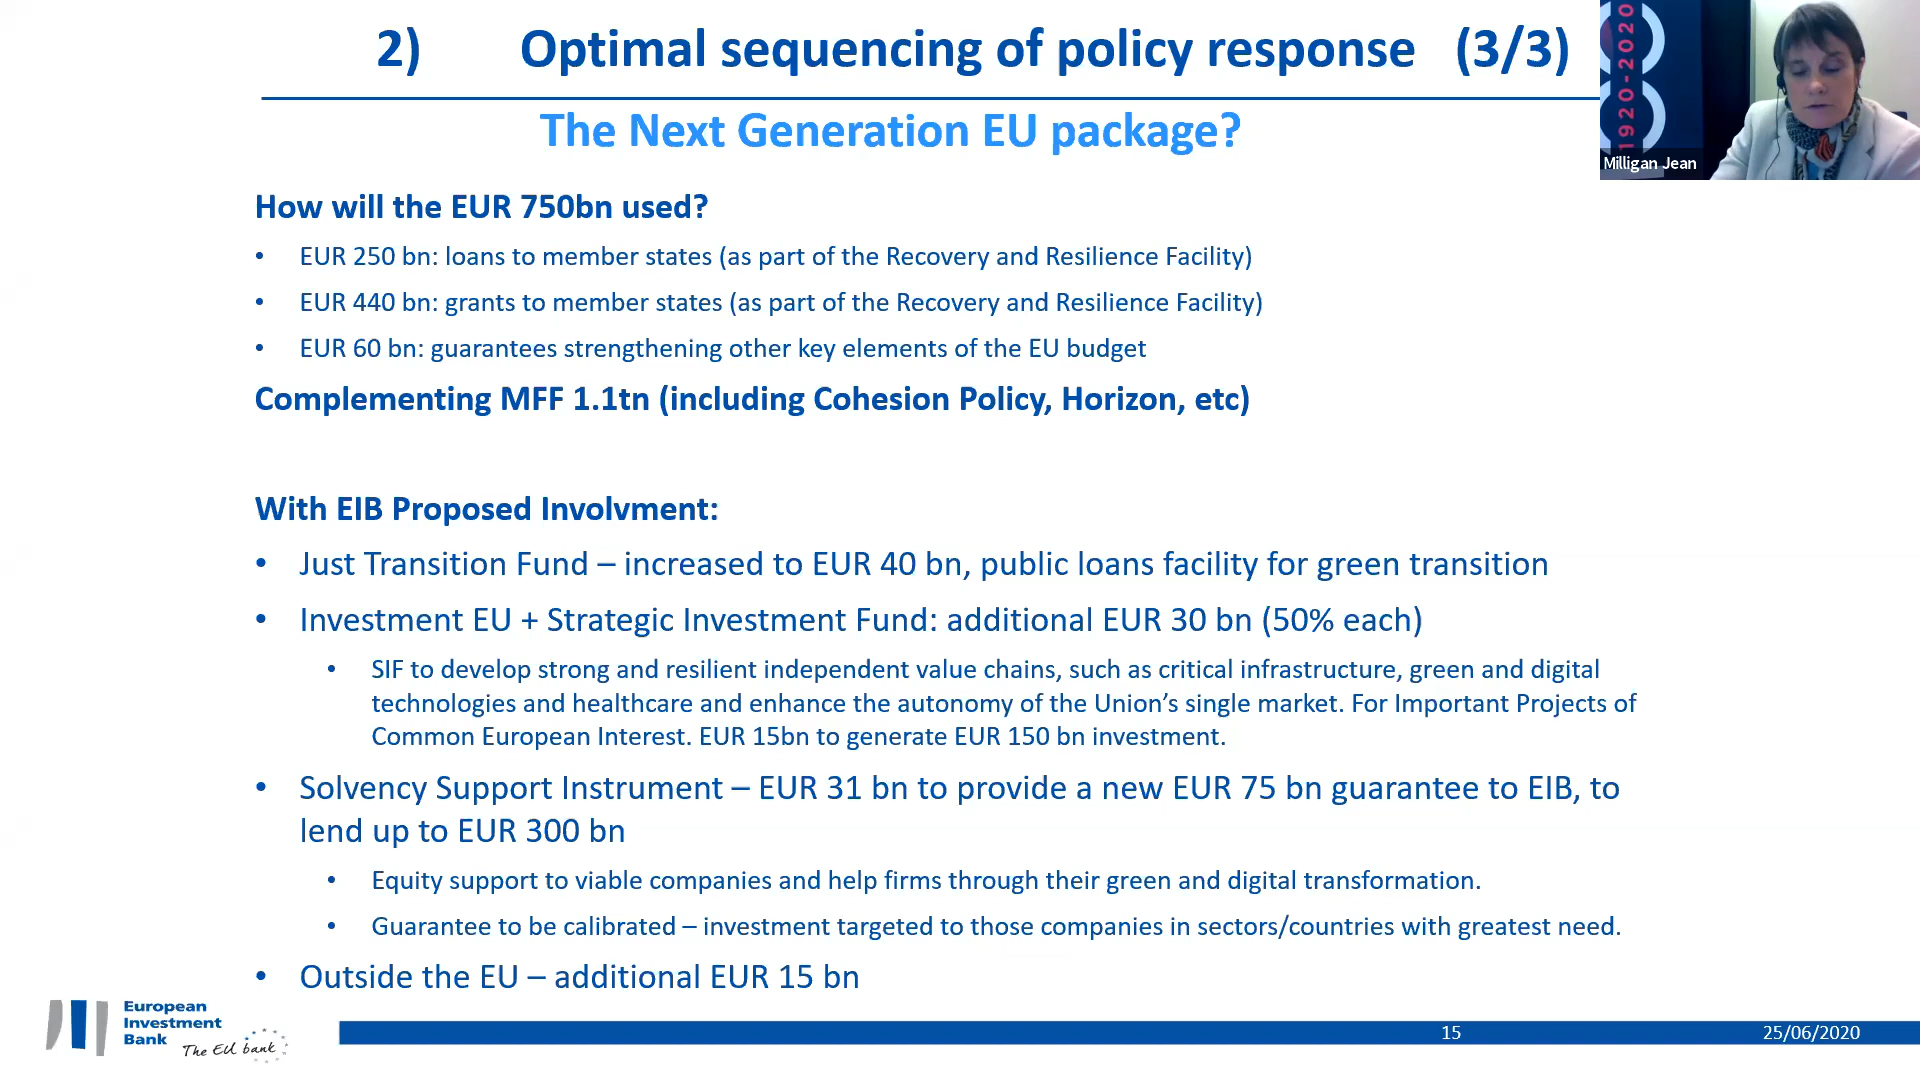 2) Optimal sequencing of policy response (3/3)
The Next Generation EU package?
1920-2020
Milligan Jean
How will the EUR 750bn used?
• EUR 250 bn: loans to member states (as part of the Recovery and Resilience Facility)
• EUR 440 bn: grants to member states (as part of the Recovery and Resilience Facility)
• EUR 60 bn: guarantees strengthening other key elements of the EU budget
Complementing MFF 1.1tn (including Cohesion Policy, Horizon, etc)
With EIB Proposed Involvment:
• Just Transition Fund – increased to EUR 40 bn, public loans facility for green transition
• Investment EU + Strategic Investment Fund: additional EUR 30 bn (50% each)
• SIF to develop strong and resilient independent value chains, such as critical infrastructure, green and digital
technologies and healthcare and enhance the autonomy of the Union’s single market. For Important Projects of
Common European Interest. EUR 15bn to generate EUR 150 bn investment.
• Solvency Support Instrument – EUR 31 bn to provide a new EUR 75 bn guarantee to EIB, to
lend up to EUR 300 bn
• Equity support to viable companies and help firms through their green and digital transformation.
• Guarantee to be calibrated – investment targeted to those companies in sectors/countries with greatest need.
• Outside the EU – additional EUR 15 bn
European
Investment
Bank
The EU bank
15
25/06/2020